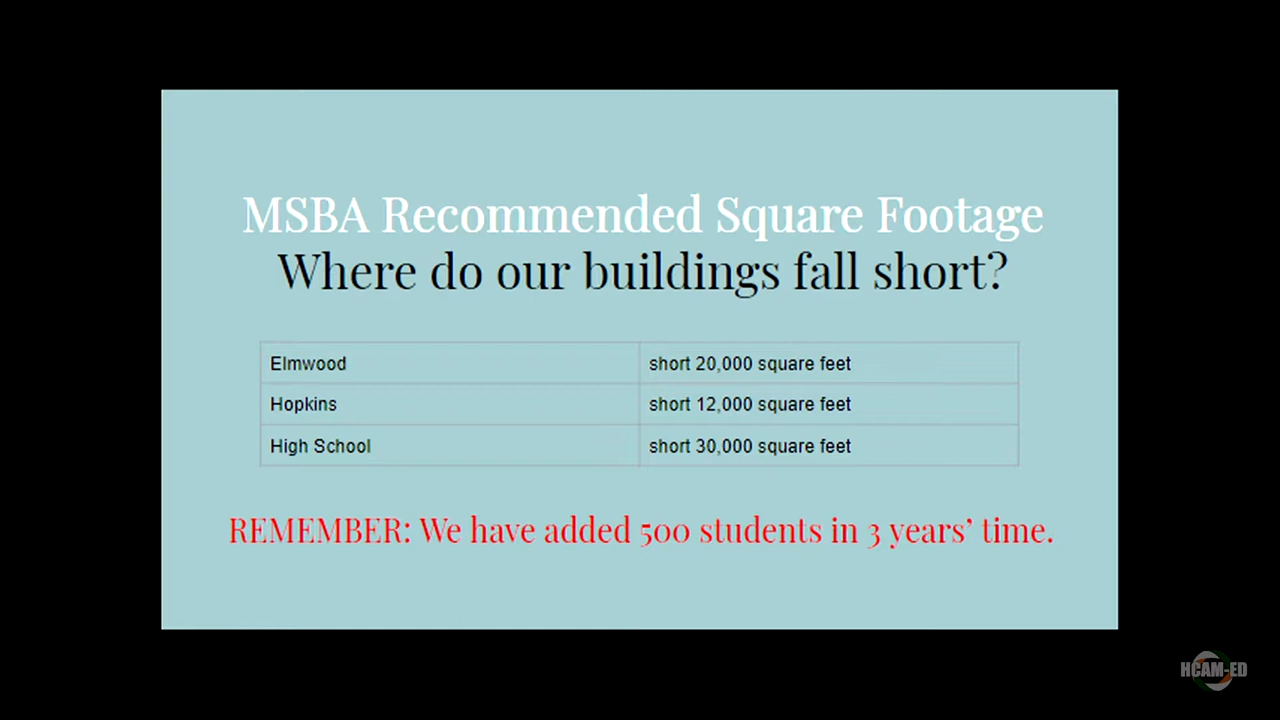 MSBA Recommended Square Footage
Where do our buildings fall short?
Elmwood short 20,000 square feet
Hopkins short 12,000 square feet
High School short 30,000 square feet
REMEMBER: We have added 500 students in 3 years’ time.
HCAM-ED